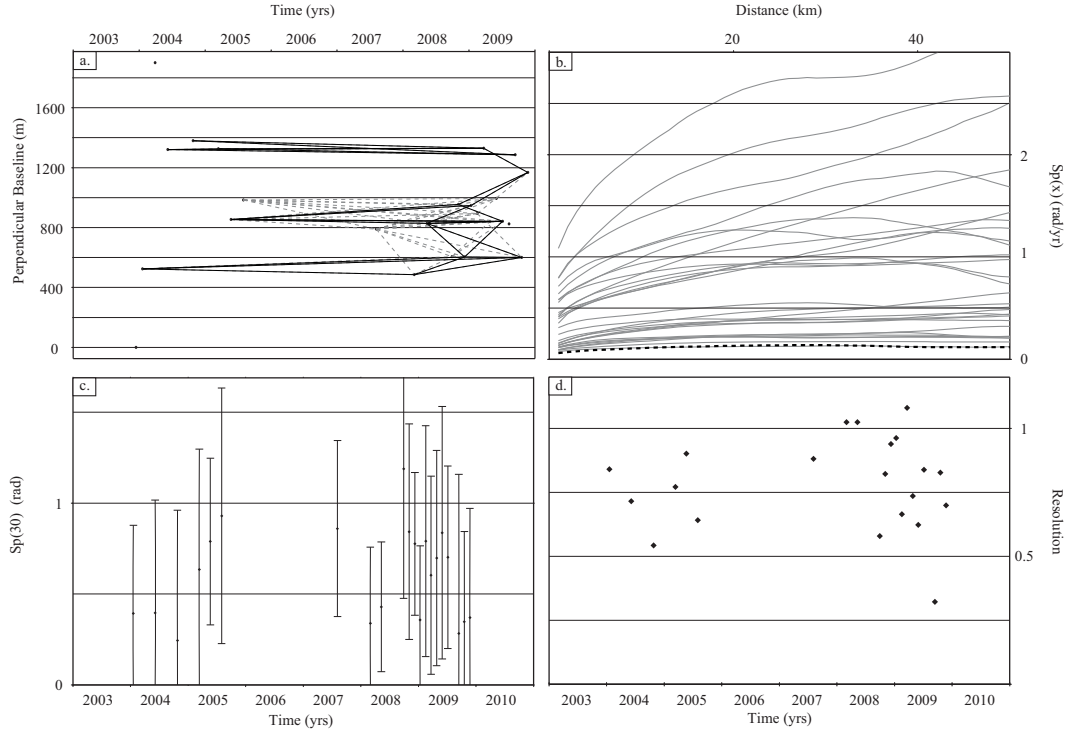 Time (yrs)
2003 2004 2005 2006 2007 2008 2009
a.
Perpendicular Baseline (m)
1600
1200
800
400
0
Distance (km)
20 40
b.
2
1
0
Sp(x) (rad/yr)
c.
Sp(30) (rad)
1
0
2003 2004 2005 2006 2007 2008 2009 2010
Time (yrs)
d.
1
0.5
Resolution
2003 2004 2005 2006 2007 2008 2009 2010
Time (yrs)